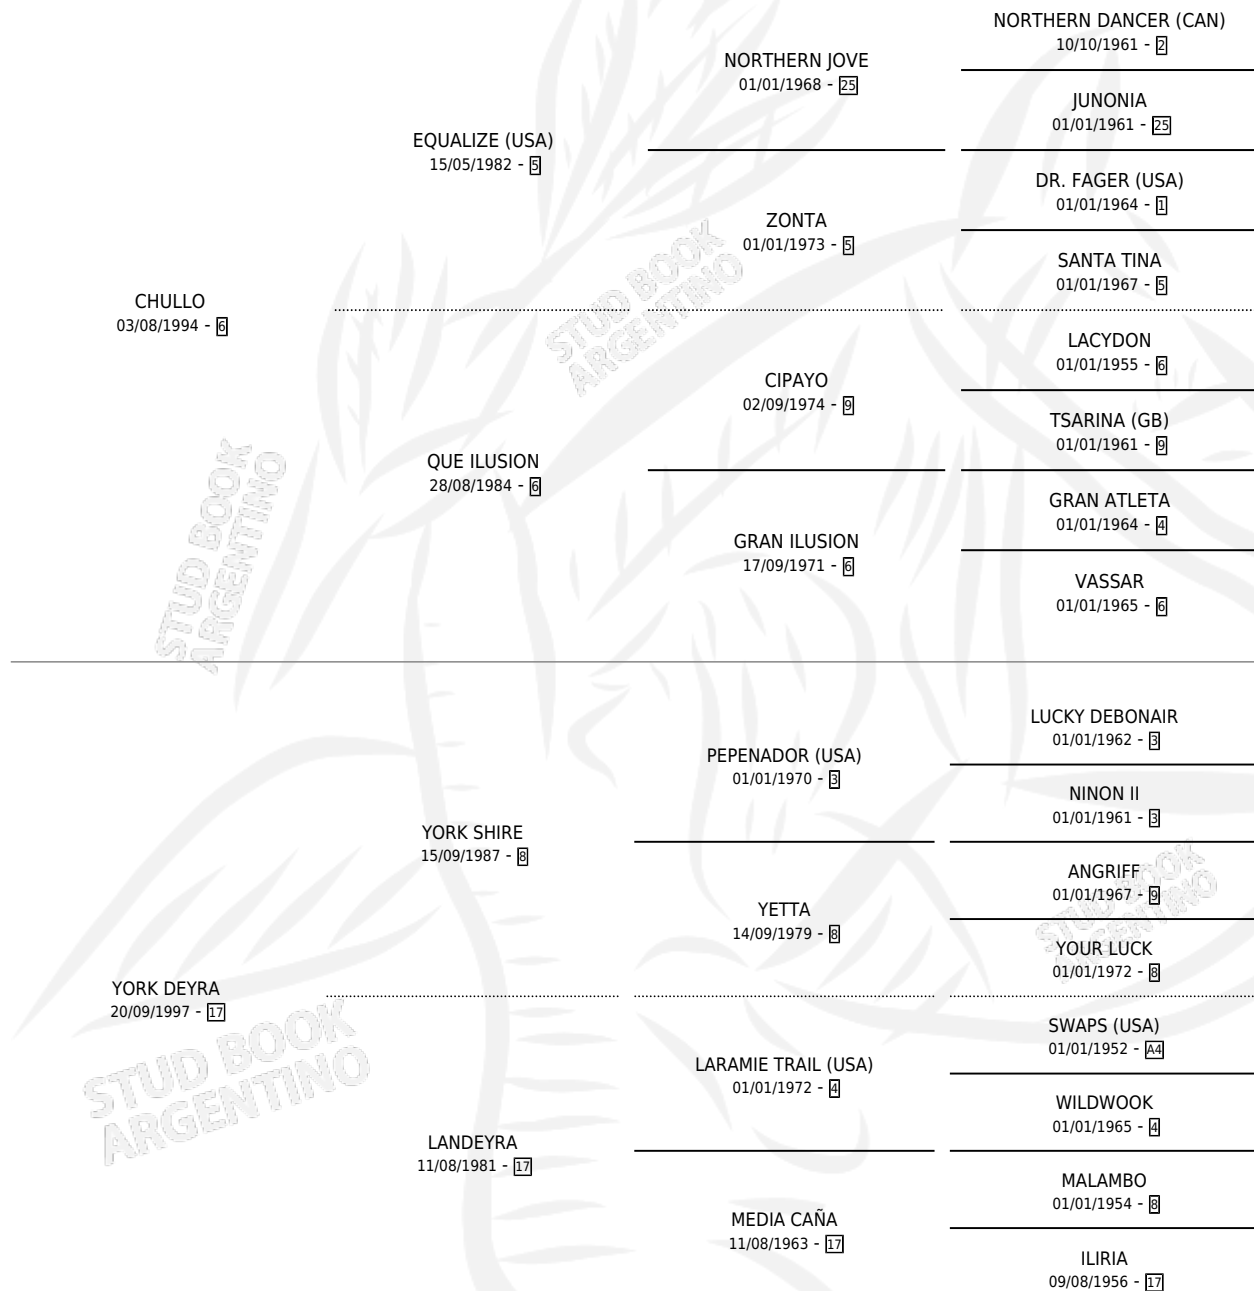 NORTHERN DANCER (CAN)
10/10/1961 - 2
NORTHERN JOVE
01/01/1968 - 25
JUNONIA
01/01/1961 - 25
EQUALIZE (USA)
15/05/1982 - 5
DR. FAGER (USA)
01/01/1964 - 1
ZONTA
01/01/1973 - 5
SANTA TINA
01/01/1967 - 5
CHULLO
03/08/1994 - 6
LACYDON
01/01/1955 - 6
CIPAYO
02/09/1974 - 9
TSARINA (GB)
01/01/1961 - 9
QUE ILUSION
28/08/1984 - 6
GRAN ATLETA
01/01/1964 - 4
GRAN ILUSION
17/09/1971 - 6
VASSAR
01/01/1965 - 6
LUCKY DEBONAIR
01/01/1962 - 3
PEPENADOR (USA)
01/01/1970 - 3
NINON II
01/01/1961 - 3
YORK SHIRE
15/09/1987 - 8
ANGRIFF
01/01/1967 - 9
YETTA
14/09/1979 - 8
YOUR LUCK
01/01/1972 - 8
YORK DEYRA
20/09/1997 - 17
SWAPS (USA)
01/01/1952 - A4
LARAMIE TRAIL (USA)
01/01/1972 - 4
WILDWOOK
01/01/1965 - 4
LANDEYRA
11/08/1981 - 17
MALAMBO
01/01/1954 - 8
MEDIA CAÑA
11/08/1963 - 17
ILIRIA
09/08/1956 - 17
STUD BOOK
ARGENTINO
STUD BOOK
ARGENTINO
STUD BOOK
ARGENTINO
STUD BOOK
ARGENTINO